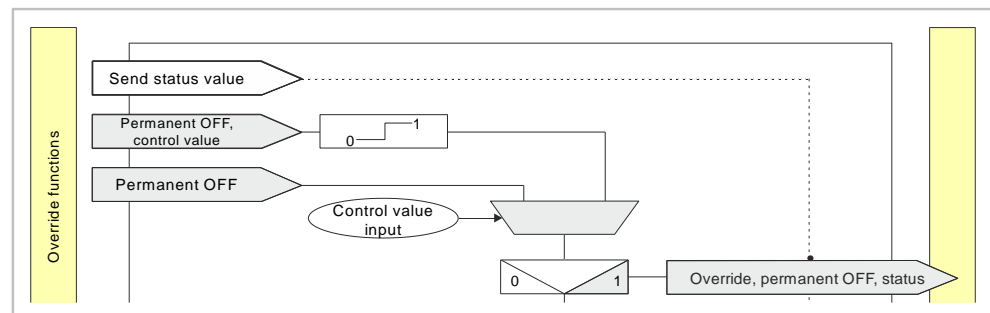 Override functions
Send status value
Permanent OFF,
control value
0
1
Permanent OFF
Control value
input
0
1
Override, permanent OFF, status